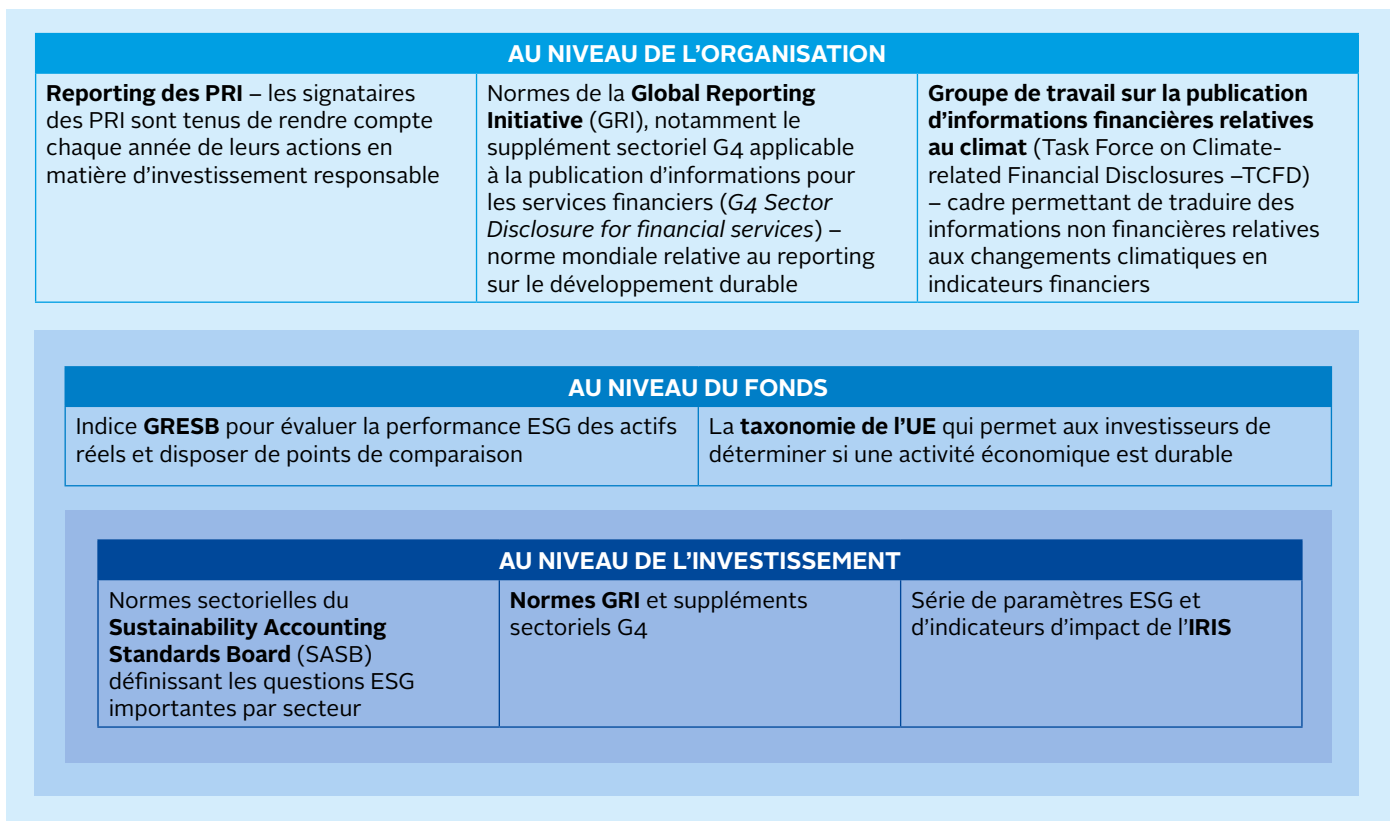 AU NIVEAU DE L’ORGANISATION
Reporting des PRI – les signataires
des PRI sont tenus de rendre compte
chaque année de leurs actions en
matière d’investissement responsable
Normes de la Global Reporting
Initiative (GRI), notamment le
supplément sectoriel G4 applicable
à la publication d’informations pour
les services financiers (G4 Sector
Disclosure for financial services) –
norme mondiale relative au reporting
sur le développement durable
Groupe de travail sur la publication
d’informations financières relatives
au climat (Task Force on Climate-
related Financial Disclosures –TCFD)
– cadre permettant de traduire des
informations non financières relatives
aux changements climatiques en
indicateurs financiers
AU NIVEAU DU FONDS
Indice GRESB pour évaluer la performance ESG des actifs
réels et disposer de points de comparaison
La taxonomie de l’UE qui permet aux investisseurs de
déterminer si une activité économique est durable
AU NIVEAU DE L’INVESTISSEMENT
Normes sectorielles du
Sustainability Accounting
Standards Board (SASB)
définissant les questions ESG
importantes par secteur
Normes GRI et suppléments
sectoriels G4
Série de paramètres ESG et
d’indicateurs d’impact de l’IRIS